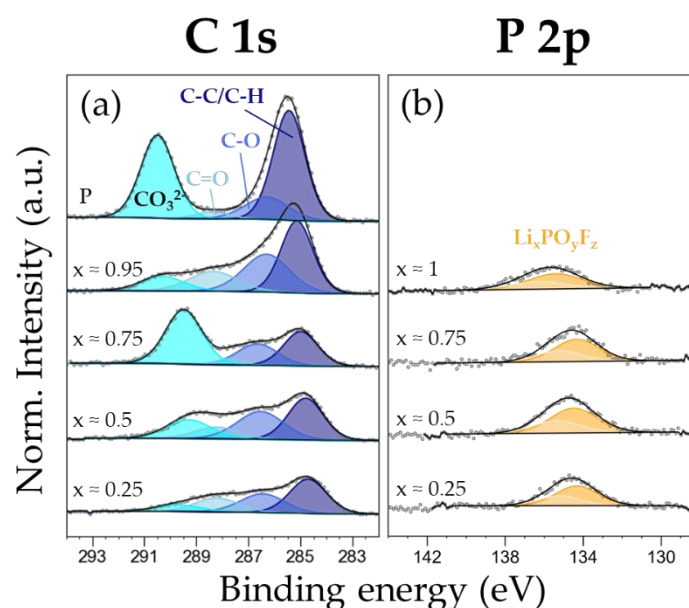 C 1s
P 2p
(a)
C-C/C-H
C-O
C=O
CO₃²⁻
P
x ≈ 0.95
x ≈ 0.75
x ≈ 0.5
x ≈ 0.25
(b)
LiₓPOᵧF𝓏
x ≈ 1
x ≈ 0.75
x ≈ 0.5
x ≈ 0.25
293 291 289 287 285 283
142 138 134 130
Norm. Intensity (a.u.)
Binding energy (eV)